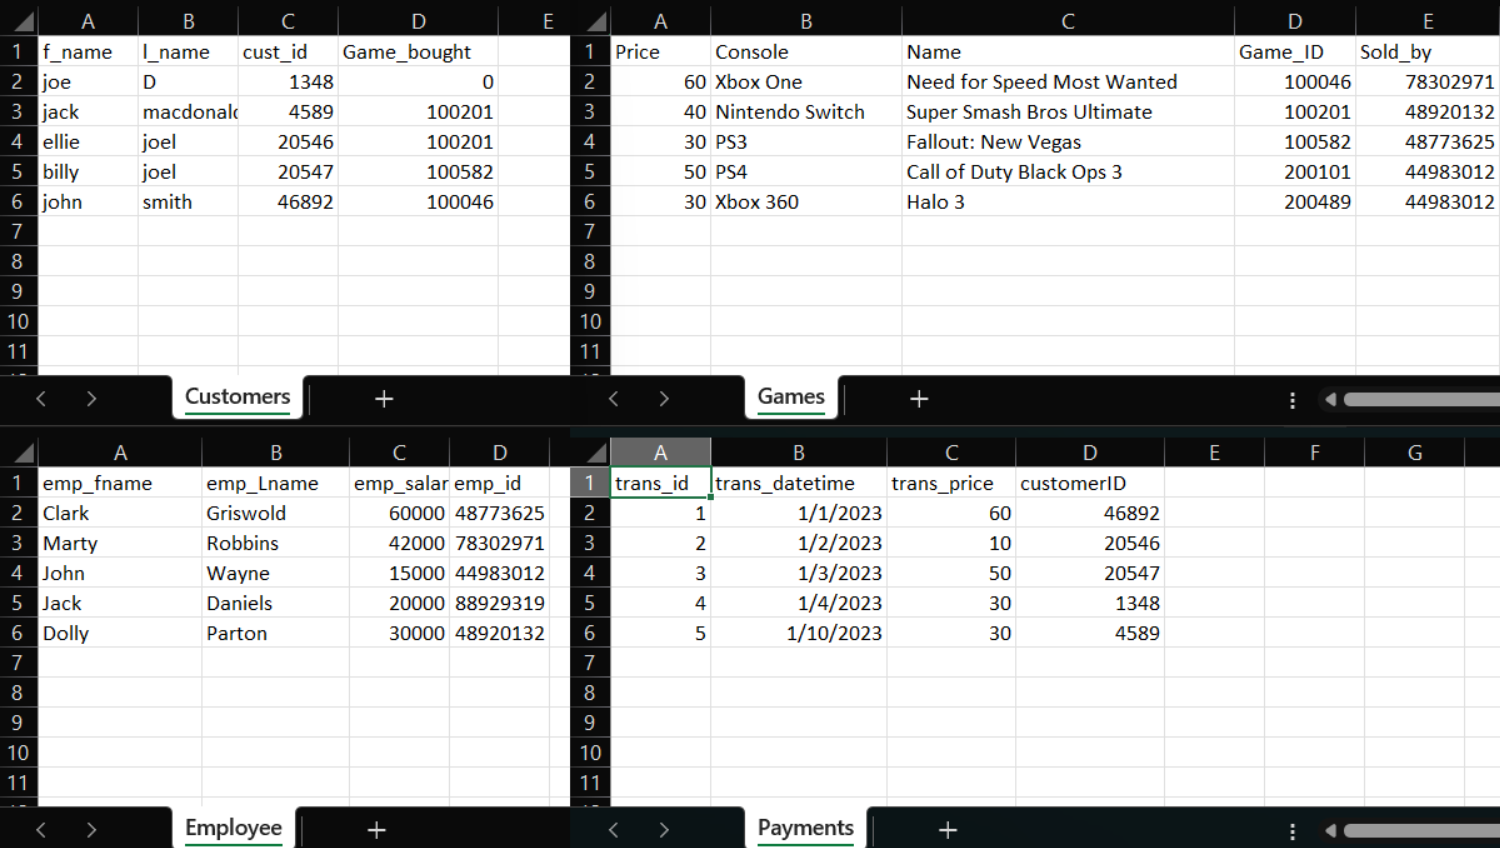 A B C D E
1 f_name l_name cust_id Game_bought
2 joe D 1348 0
3 jack macdonald 4589 100201
4 ellie joel 20546 100201
5 billy joel 20547 100582
6 john smith 46892 100046
7
8
9
10
11
Customers +
A B C D E
1 Price Console Name Game_ID Sold_by
2 60 Xbox One Need for Speed Most Wanted 100046 78302971
3 40 Nintendo Switch Super Smash Bros Ultimate 100201 48920132
4 30 PS3 Fallout: New Vegas 100582 48773625
5 50 PS4 Call of Duty Black Ops 3 200101 44983012
6 30 Xbox 360 Halo 3 200489 44983012
7
8
9
10
11
Games +
A B C D
1 emp_fname emp_Lname emp_salar emp_id
2 Clark Griswold 60000 48773625
3 Marty Robbins 42000 78302971
4 John Wayne 15000 44983012
5 Jack Daniels 20000 88929319
6 Dolly Parton 30000 48920132
7
8
9
10
11
Employee +
A B C D E F G
1 trans_id trans_datetime trans_price customerID
2 1 1/1/2023 60 46892
3 2 1/2/2023 10 20546
4 3 1/3/2023 50 20547
5 4 1/4/2023 30 1348
6 5 1/10/2023 30 4589
7
8
9
10
11
Payments +